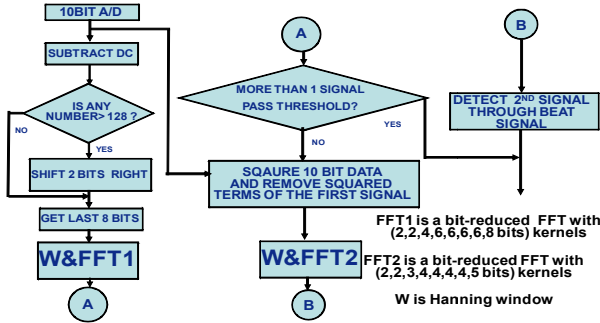 10BIT A/D
SUBTRACT DC
IS ANY
NUMBER> 128 ?
NO
YES
SHIFT 2 BITS RIGHT
GET LAST 8 BITS
W&FFT1
A
A
MORE THAN 1 SIGNAL
PASS THRESHOLD?
YES
NO
SQAURE 10 BIT DATA
AND REMOVE SQUARED
TERMS OF THE FIRST SIGNAL
W&FFT2
B
B
DETECT 2ND SIGNAL
THROUGH BEAT
SIGNAL
FFT1 is a bit-reduced FFT with
(2,2,4,6,6,6,6,8 bits) kernels
FFT2 is a bit-reduced FFT with
(2,2,3,4,4,4,4,5 bits) kernels
W is Hanning window